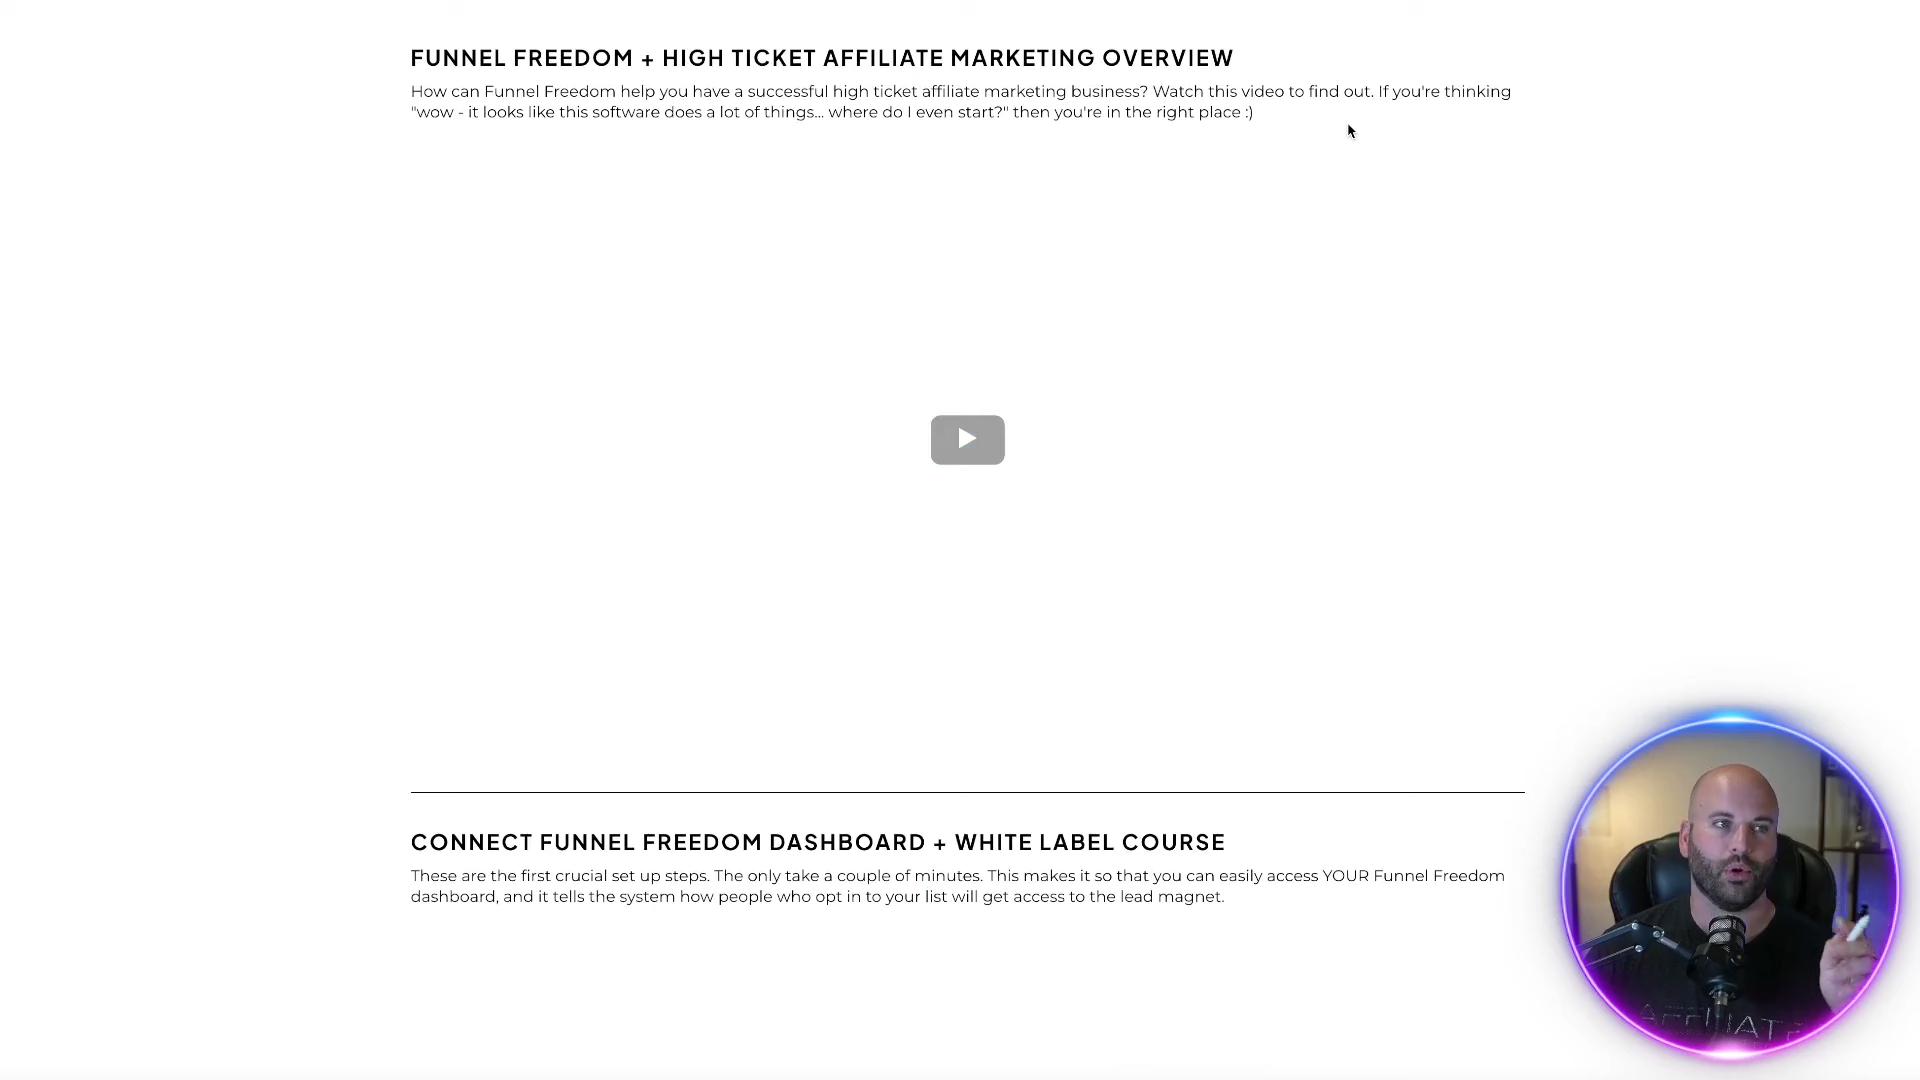 FUNNEL FREEDOM + HIGH TICKET AFFILIATE MARKETING OVERVIEW
How can Funnel Freedom help you have a successful high ticket affiliate marketing business? Watch this video to find out. If you're thinking
"wow - it looks like this software does a lot of things... where do I even start?" then you're in the right place :)
CONNECT FUNNEL FREEDOM DASHBOARD + WHITE LABEL COURSE
These are the first crucial set up steps. The only take a couple of minutes. This makes it so that you can easily access YOUR Funnel Freedom
dashboard, and it tells the system how people who opt in to your list will get access to the lead magnet.
AFFILIATE